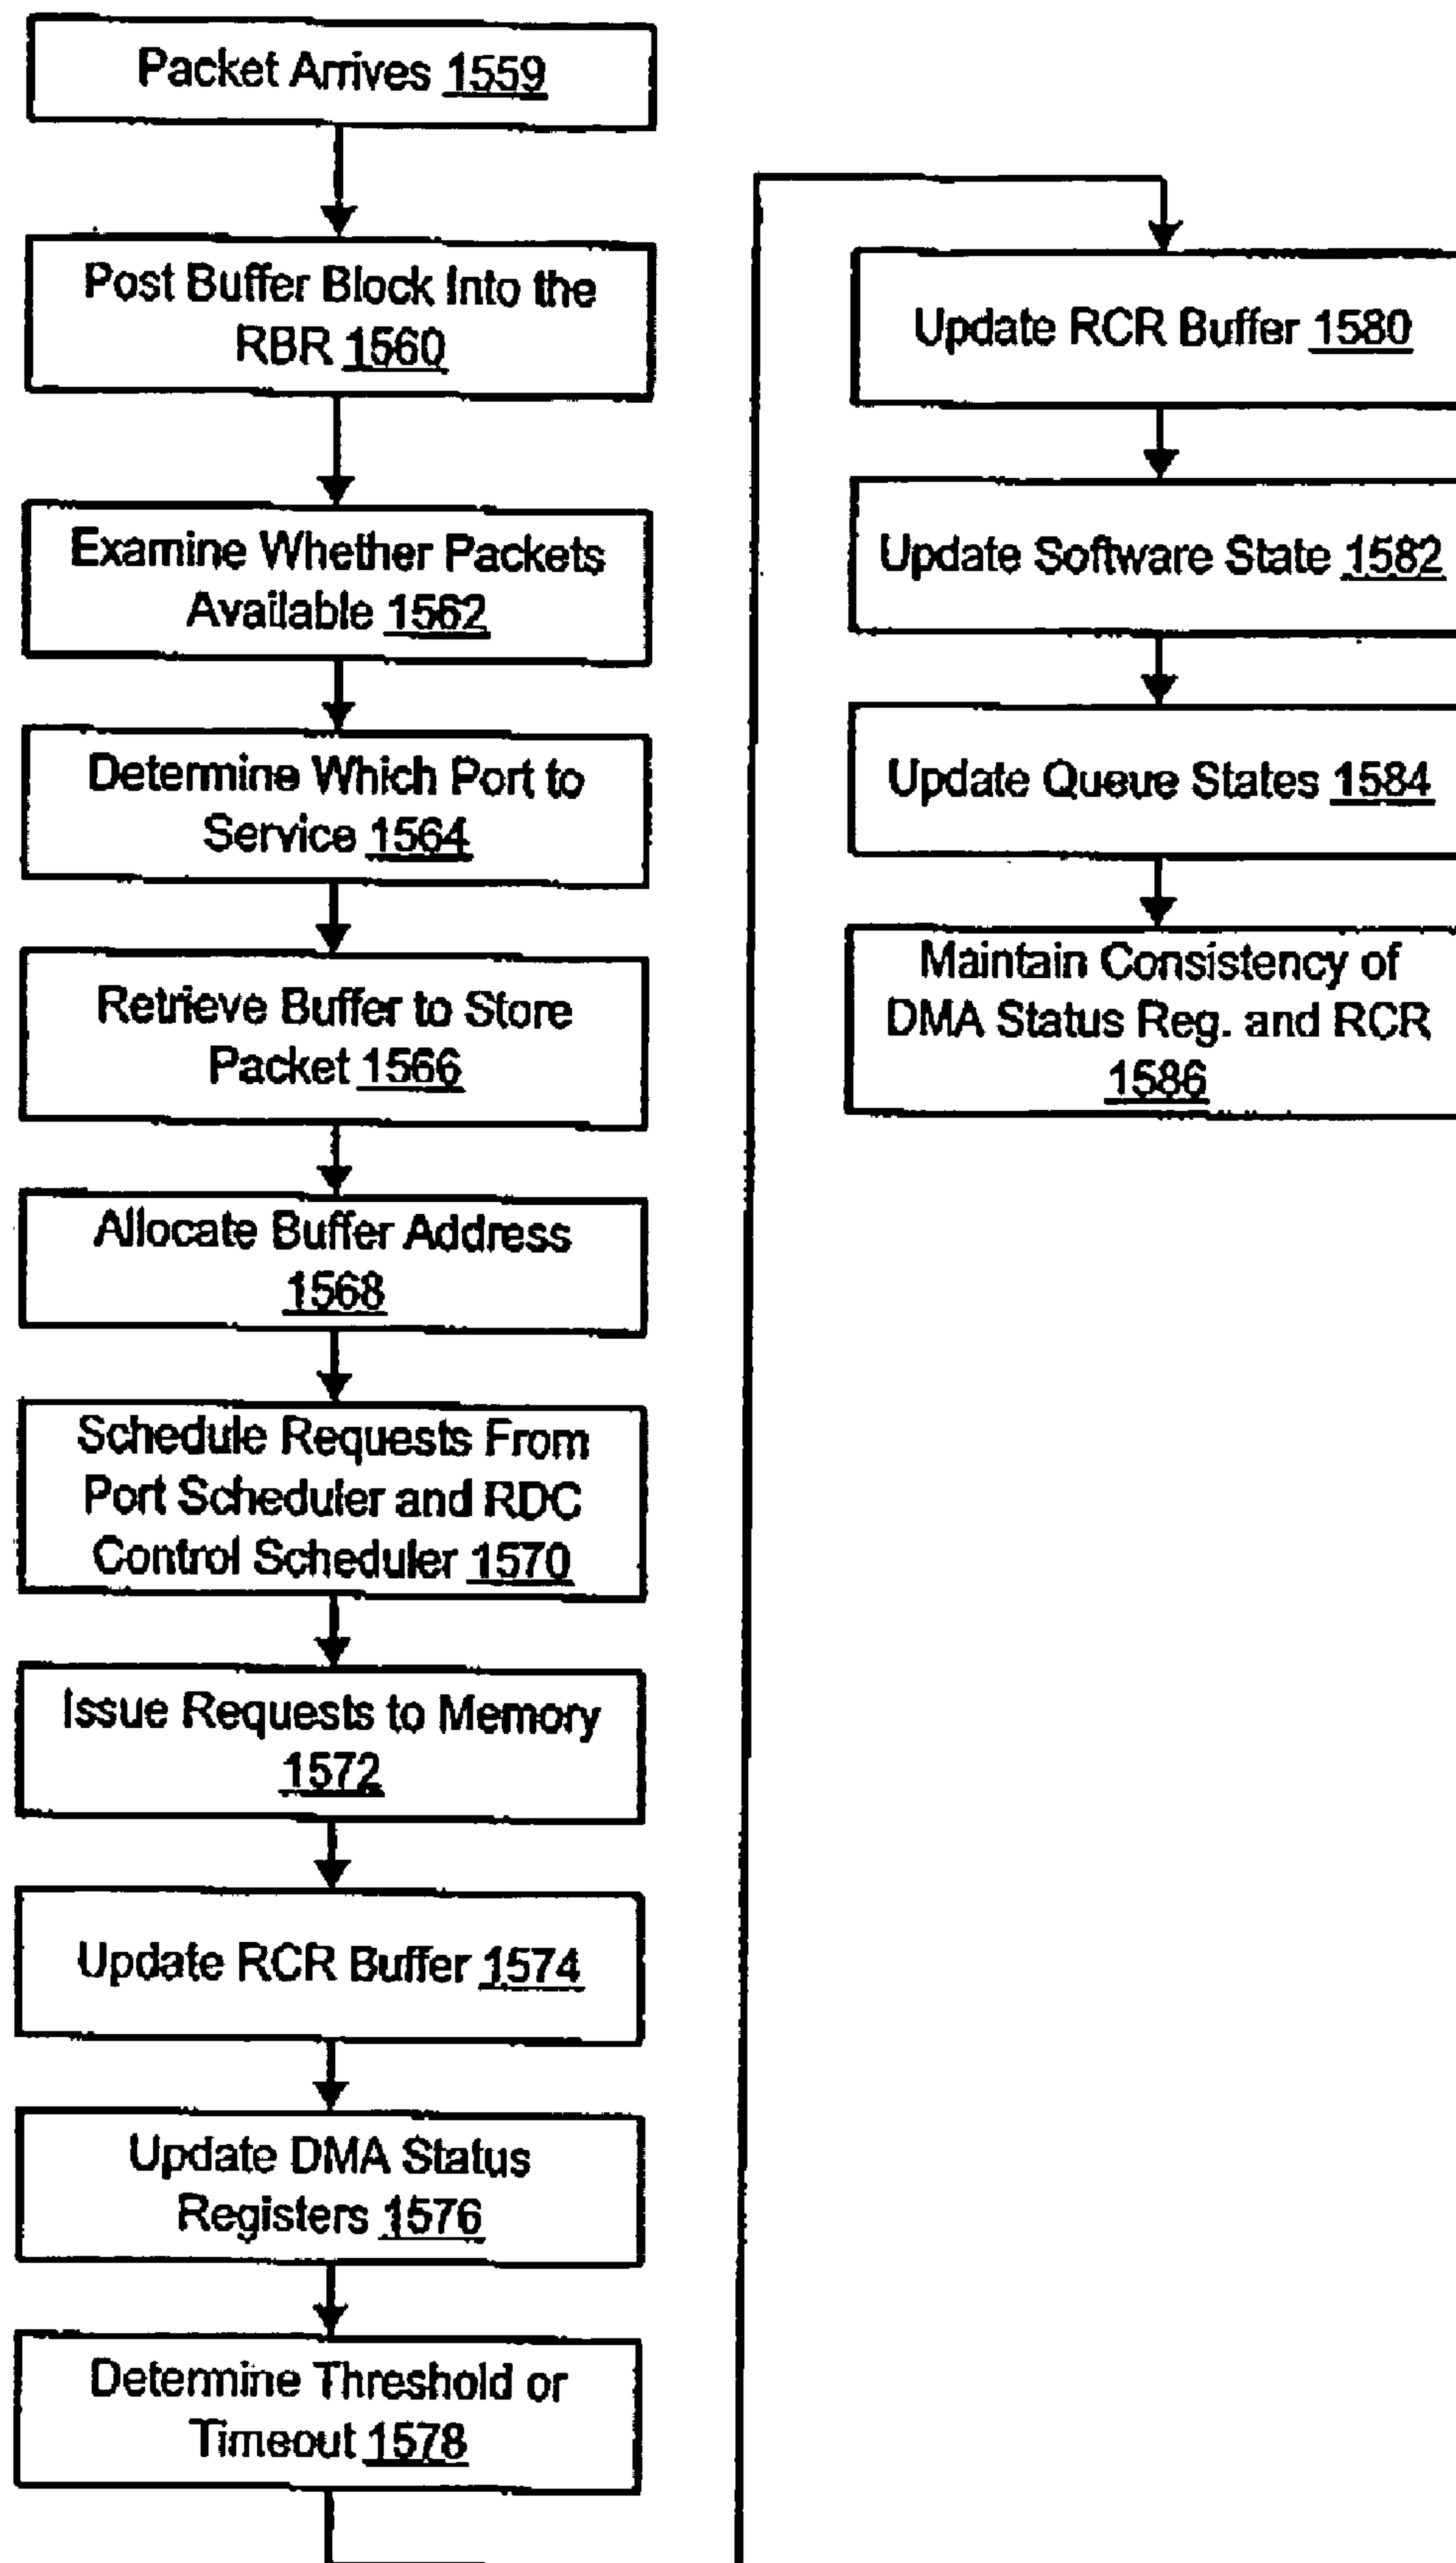 Packet Arrives 1559
Post Buffer Block Into the
RBR 1560
Examine Whether Packets
Available 1562
Determine Which Port to
Service 1564
Retrieve Buffer to Store
Packet 1566
Allocate Buffer Address
1568
Schedule Requests From
Port Scheduler and RDC
Control Scheduler 1570
Issue Requests to Memory
1572
Update RCR Buffer 1574
Update DMA Status
Registers 1576
Determine Threshold or
Timeout 1578
Update RCR Buffer 1580
Update Software State 1582
Update Queue States 1584
Maintain Consistency of
DMA Status Reg. and RCR
1586